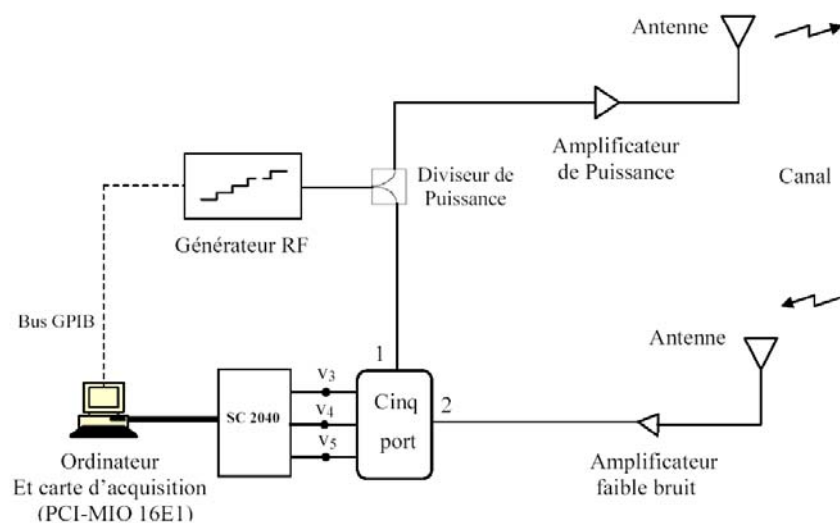 Antenne
Amplificateur
de Puissance
Canal
Diviseur de
Puissance
Générateur RF
Bus GPIB
Antenne
1
V3
V4
V5
SC 2040
Cinq
port
2
Ordinateur
Et carte d'acquisition
(PCI-MIO 16E1)
Amplificateur
faible bruit